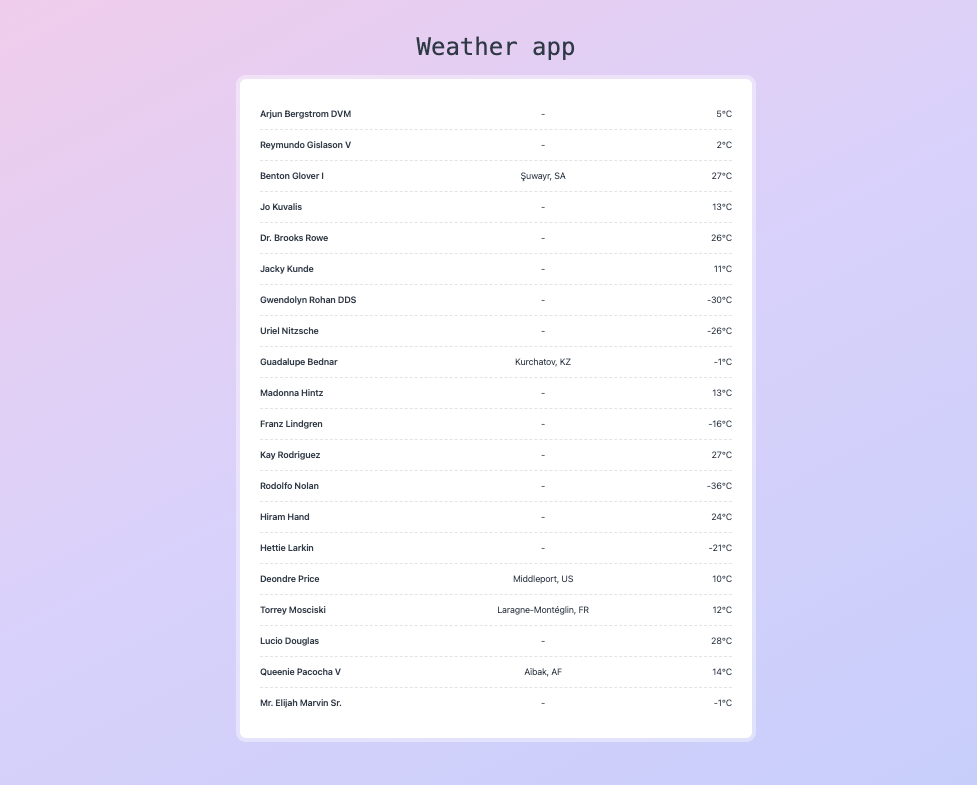 Weather app
Arjun Bergstrom DVM - 5°C
Reymundo Gislason V - 2°C
Benton Glover I Şuwayr, SA 27°C
Jo Kuvalis - 13°C
Dr. Brooks Rowe - 26°C
Jacky Kunde - 11°C
Gwendolyn Rohan DDS - -30°C
Uriel Nitzsche - -26°C
Guadalupe Bednar Kurchatov, KZ -1°C
Madonna Hintz - 13°C
Franz Lindgren - -16°C
Kay Rodriguez - 27°C
Rodolfo Nolan - -36°C
Hiram Hand - 24°C
Hettie Larkin - -21°C
Deondre Price Middleport, US 10°C
Torrey Mosciski Laragne-Montéglin, FR 12°C
Lucio Douglas - 28°C
Queenie Pacocha V Aībak, AF 14°C
Mr. Elijah Marvin Sr. - -1°C